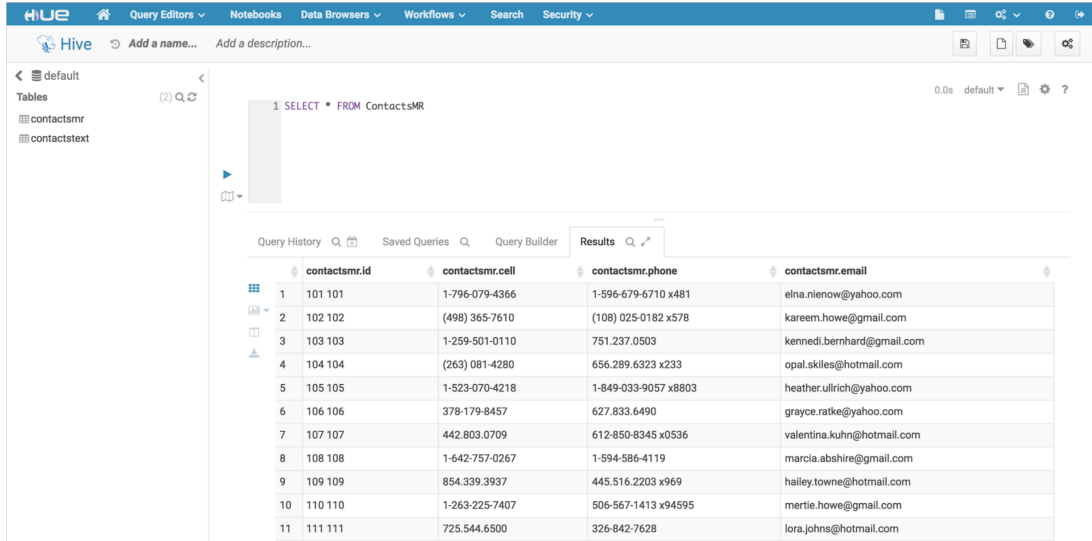 HUE Query Editors Notebooks Data Browsers Workflows Search Security
Hive Add a name... Add a description...
default
Tables (2)
contactsmr
contactstext
0.0s default ?
1 SELECT * FROM ContactsMR
Query History Saved Queries Query Builder Results
contactsmr.id contactsmr.cell contactsmr.phone contactsmr.email
1 101 101 1-796-079-4366 1-596-679-6710 x481 elna.nienow@yahoo.com
2 102 102 (498) 365-7610 (108) 025-0182 x578 kareem.howe@gmail.com
3 103 103 1-259-501-0110 751.237.0503 kennedi.bernhard@gmail.com
4 104 104 (263) 081-4280 656.289.6323 x233 opal.skiles@hotmail.com
5 105 105 1-523-070-4218 1-849-033-9057 x8803 heather.ullrich@yahoo.com
6 106 106 378-179-8457 627.833.6490 grayce.ratke@yahoo.com
7 107 107 442.803.0709 612-850-8345 x0536 valentina.kuhn@hotmail.com
8 108 108 1-642-757-0267 1-594-586-4119 marcia.abshire@gmail.com
9 109 109 854.339.3937 445.516.2203 x969 hailey.towne@hotmail.com
10 110 110 1-263-225-7407 506-567-1413 x94595 mertie.howe@gmail.com
11 111 111 725.544.6500 326-842-7628 lora.johns@hotmail.com